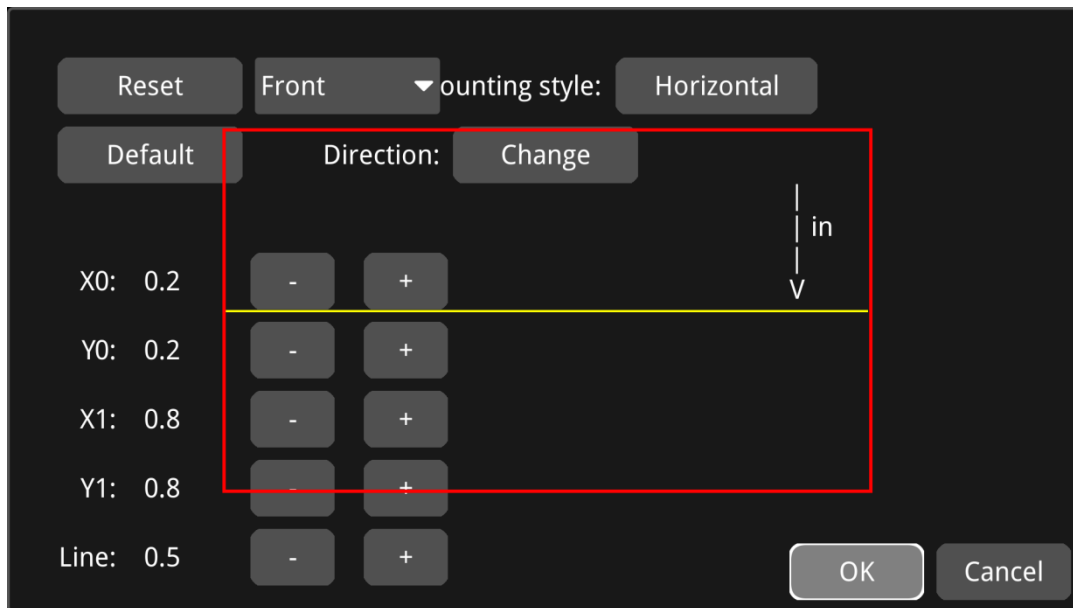 Reset Front ounting style: Horizontal
Default Direction: Change
in
V
X0: 0.2 - +
Y0: 0.2 - +
X1: 0.8 - +
Y1: 0.8 - +
Line: 0.5 - +
OK Cancel